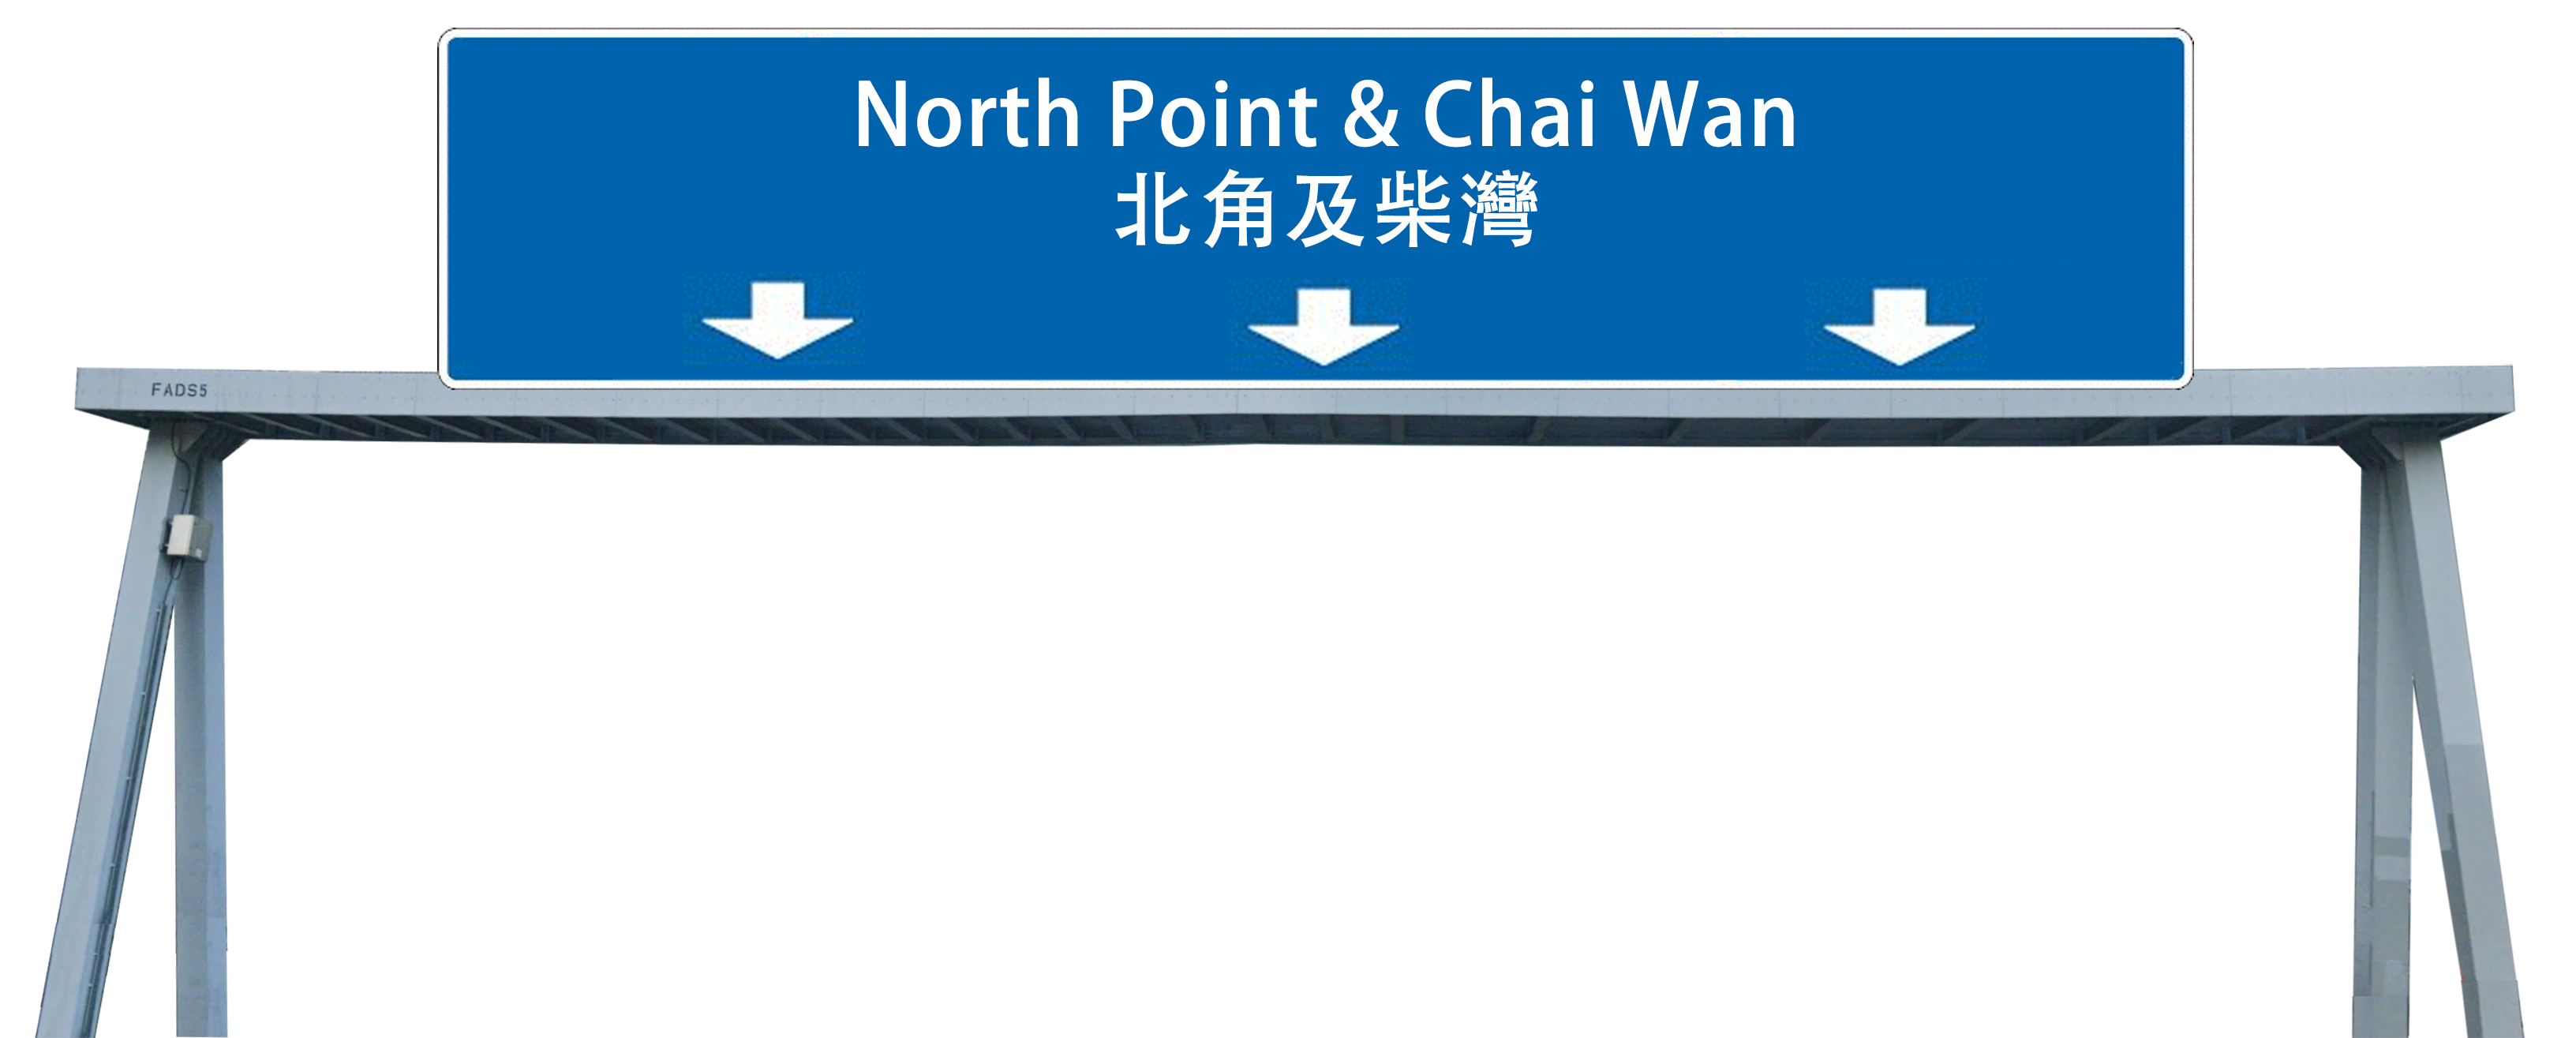 North Point & Chai Wan
北角及柴灣
FADS5